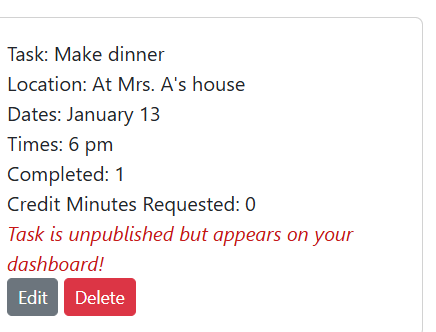 Task: Make dinner
Location: At Mrs. A's house
Dates: January 13
Times: 6 pm
Completed: 1
Credit Minutes Requested: 0
Task is unpublished but appears on your
dashboard!
Edit Delete